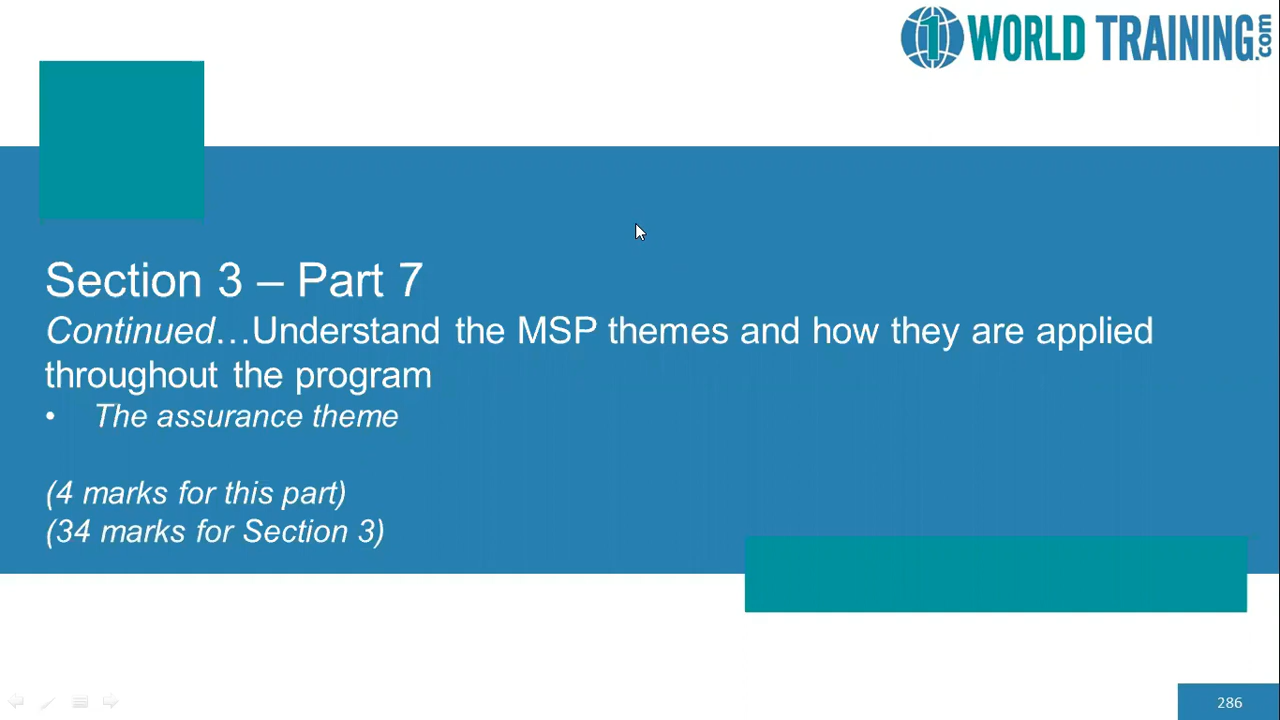 1 WORLD TRAINING.com
Section 3 – Part 7
Continued…Understand the MSP themes and how they are applied
throughout the program
• The assurance theme
(4 marks for this part)
(34 marks for Section 3)
286